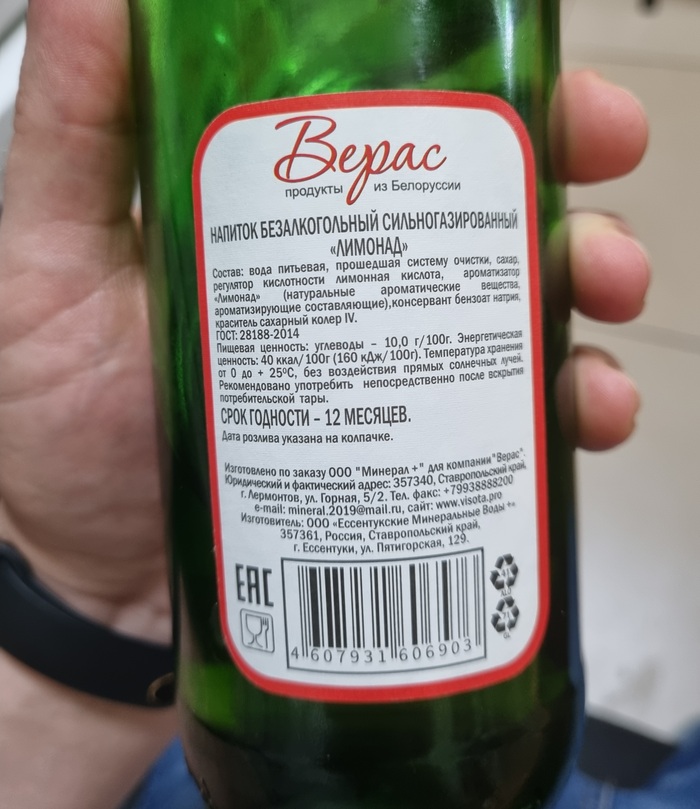 Верас
продукты из Белоруссии
НАПИТОК БЕЗАЛКОГОЛЬНЫЙ СИЛЬНОГАЗИРОВАННЫЙ
«ЛИМОНАД»
Состав: вода питьевая, прошедшая систему очистки, сахар,
регулятор кислотности лимонная кислота, ароматизатор
«Лимонад» (натуральные ароматические вещества,
ароматизирующие составляющие),консервант бензоат натрия,
краситель сахарный колер IV.
ГОСТ: 28188-2014
Пищевая ценность: углеводы – 10,0 г/100г. Энергетическая
ценность: 40 ккал/100г (160 кДж/100г). Температура хранения
от 0 до + 25°С, без воздействия прямых солнечных лучей.
Рекомендовано употребить непосредственно после вскрытия
потребительской тары.
СРОК ГОДНОСТИ – 12 МЕСЯЦЕВ.
Дата розлива указана на колпачке.
Изготовлено по заказу ООО "Минерал +" для компании "Верас".
Юридический и фактический адрес: 357340, Ставропольский край,
г. Лермонтов, ул. Горная, 5/2. Тел. факс: +79938888200
e-mail: mineral.2019@mail.ru, сайт: www.visota.pro
Изготовитель: ООО «Ессентукские Минеральные Воды +»
357361, Россия, Ставропольский край,
г. Ессентуки, ул. Пятигорская, 129.
EAC
4 607931 606903
41
ALU
71
GL